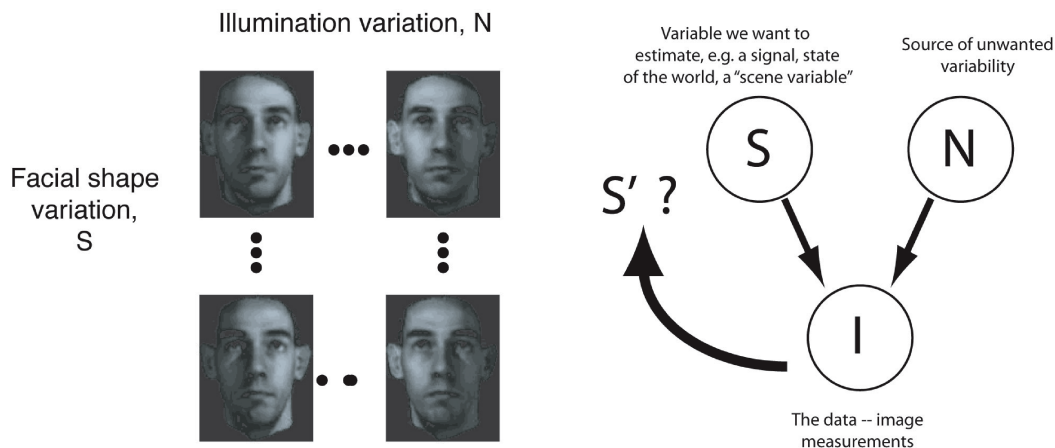 Illumination variation, N
Facial shape
variation,
S
Variable we want to
estimate, e.g. a signal, state
of the world, a “scene variable”
Source of unwanted
variability
S
N
S′ ?
I
The data -- image
measurements